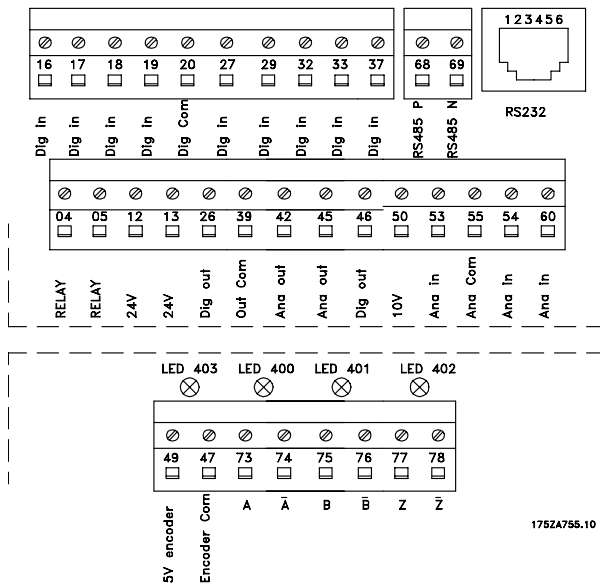 1 2 3 4 5 6
16 17 18 19 20 27 29 32 33 37 68 69
RS232
Dig in Dig in Dig in Dig in Dig Com Dig in Dig in Dig in Dig in Dig in RS485 P RS485 N
04 05 12 13 26 39 42 45 46 50 53 55 54 60
RELAY RELAY 24V 24V Dig out Out Com Ana out Ana out Dig out 10V Ana in Ana Com Ana in Ana in
LED 403 LED 400 LED 401 LED 402
49 47 73 74 75 76 77 78
5V encoder Encoder Com A A̅ B B̅ Z Z̅
175ZA755.10